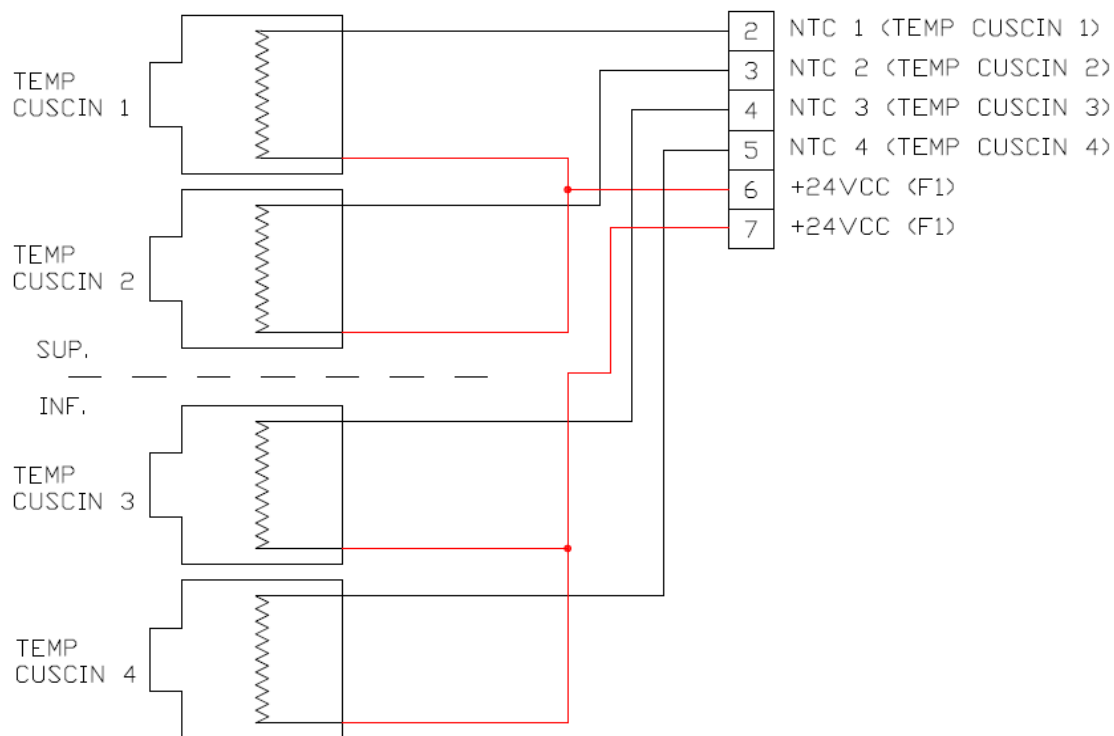 TEMP
CUSCIN 1
TEMP
CUSCIN 2
SUP.
INF.
TEMP
CUSCIN 3
TEMP
CUSCIN 4
2 NTC 1 (TEMP CUSCIN 1)
3 NTC 2 (TEMP CUSCIN 2)
4 NTC 3 (TEMP CUSCIN 3)
5 NTC 4 (TEMP CUSCIN 4)
6 +24VCC (F1)
7 +24VCC (F1)